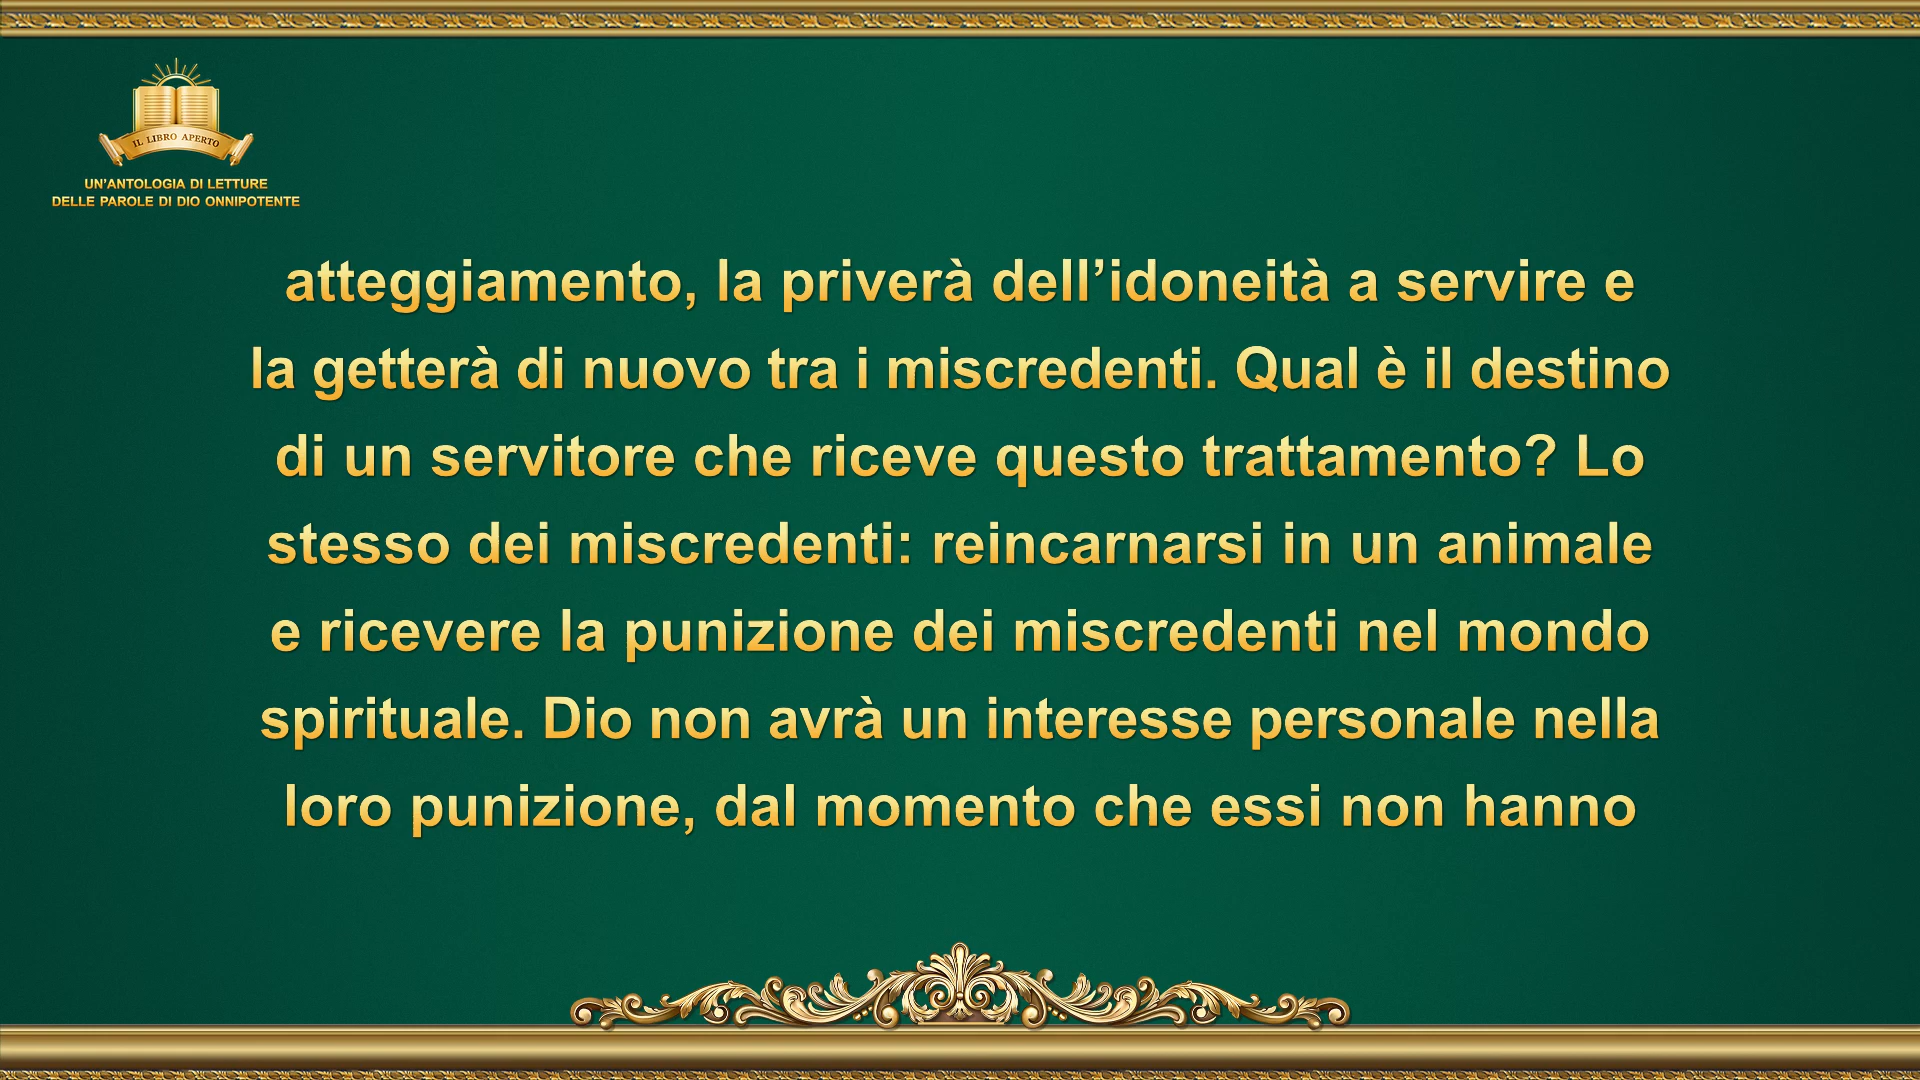 IL LIBRO APERTO
UN’ANTOLOGIA DI LETTURE
DELLE PAROLE DI DIO ONNIPOTENTE
atteggiamento, la priverà dell’idoneità a servire e
la getterà di nuovo tra i miscredenti. Qual è il destino
di un servitore che riceve questo trattamento? Lo
stesso dei miscredenti: reincarnarsi in un animale
e ricevere la punizione dei miscredenti nel mondo
spirituale. Dio non avrà un interesse personale nella
loro punizione, dal momento che essi non hanno